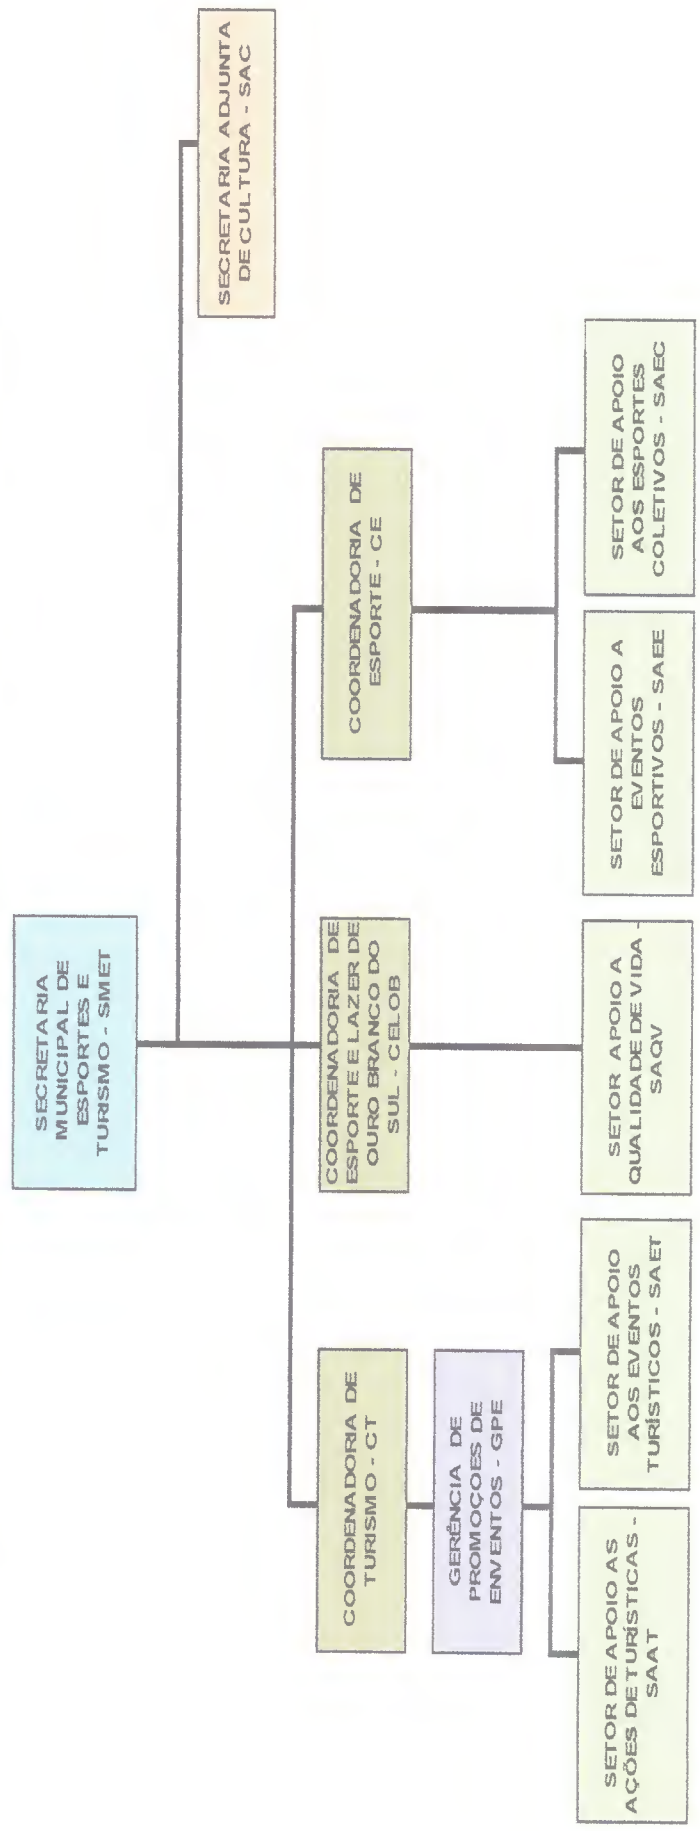 SECRETARIA
MUNICIPAL DE
ESPORTES E
TURISMO - SMET
SECRETARIA ADJUNTA
DE CULTURA - SAC
COORDENADORIA DE
TURISMO - CT
COORDENADORIA DE
ESPORTE E LAZER DE
OURO BRANCO DO
SUL - CELOB
COORDENADORIA DE
ESPORTE - CE
GERÊNCIA DE
PROMOÇOES DE
ENVENTOS - GPE
SETOR DE APOIO AS
AÇÕES DE TURÍSTICAS -
SAAT
SETOR DE APOIO
AOS EVENTOS
TURÍSTICOS - SAET
SETOR APOIO A
QUALIDADE DE VIDA -
SAQV
SETOR DE APOIO A
EVENTOS
ESPORTIVOS - SAEE
SETOR DE APOIO
AOS ESPORTES
COLETIVOS - SAEC